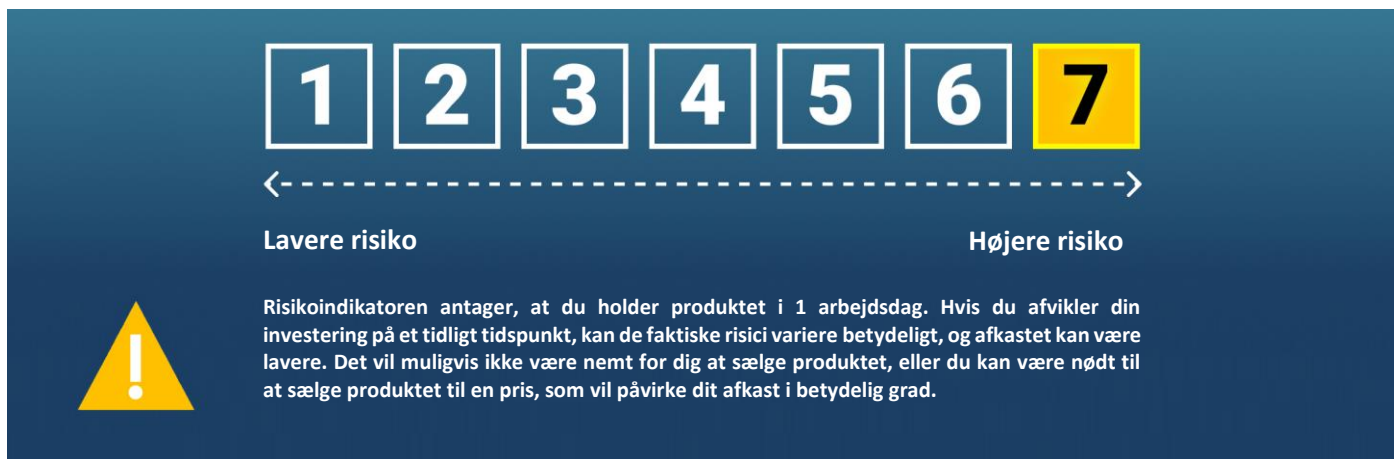 1 2 3 4 5 6 7
Lavere risiko Højere risiko
Risikoindikatoren antager, at du holder produktet i 1 arbejdsdag. Hvis du afvikler din
investering på et tidligt tidspunkt, kan de faktiske risici variere betydeligt, og afkastet kan være
lavere. Det vil muligvis ikke være nemt for dig at sælge produktet, eller du kan være nødt til
at sælge produktet til en pris, som vil påvirke dit afkast i betydelig grad.
!